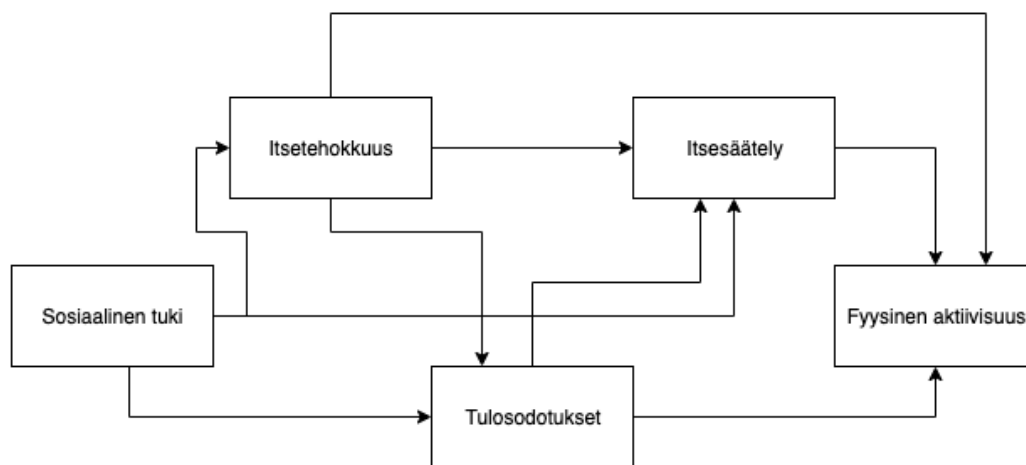 Itsetehokkuus
Itsesäätely
Sosiaalinen tuki
Fyysinen aktiivisuus
Tulosodotukset